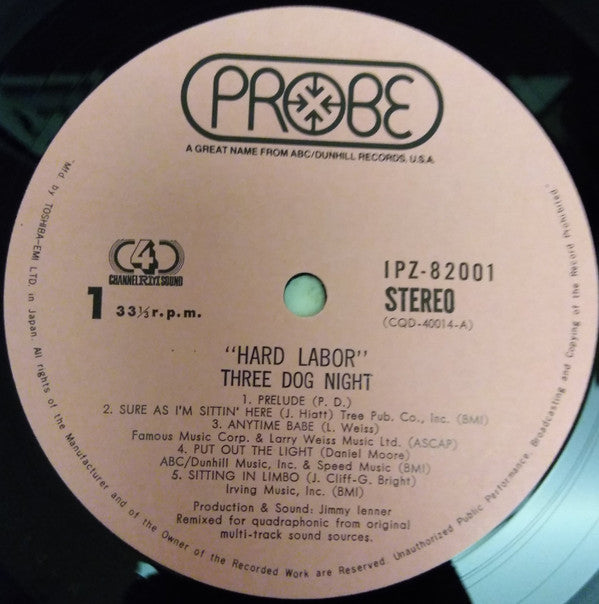 PROBE
A GREAT NAME FROM ABC/DUNHILL RECORDS, U.S.A.
4
CHANNEL RM SOUND
1 33⅓ r.p.m.
IPZ-82001
STEREO
(CQD-40014-A)
"HARD LABOR"
THREE DOG NIGHT
1. PRELUDE (P. D.)
2. SURE AS I'M SITTIN' HERE (J. Hiatt) Tree Pub. Co., Inc. (BMI)
3. ANYTIME BABE (L. Weiss)
Famous Music Corp. & Larry Weiss Music Ltd. (ASCAP)
4. PUT OUT THE LIGHT (Daniel Moore)
ABC/Dunhill Music, Inc. & Speed Music (BMI)
5. SITTING IN LIMBO (J. Cliff-G. Bright)
Irving Music, Inc. (BMI)
Production & Sound: Jimmy Ienner
Remixed for quadraphonic from original
multi-track sound sources.
"Mfd. by TOSHIBA-EMI LTD. in Japan. All rights of the Manufacturer and of the Owner of the Recorded Work are Reserved. Unauthorized Public Performance, Broadcasting and Copying of the Record Prohibited."